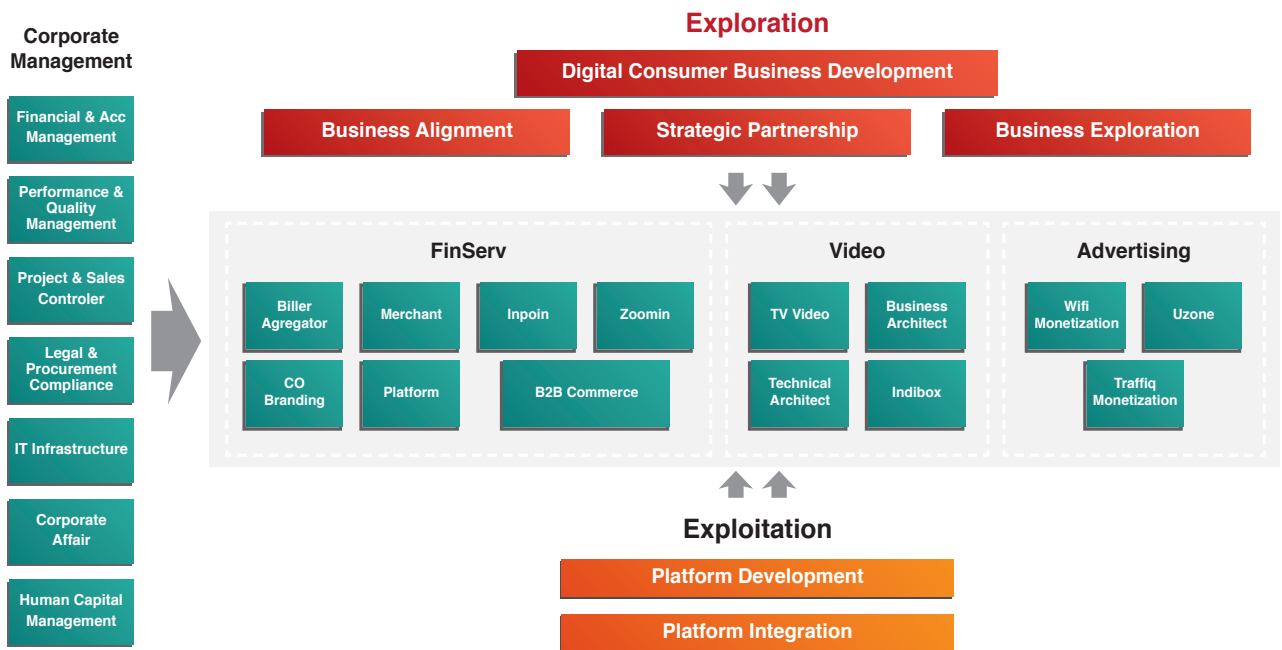 Corporate
Management
Financial & Acc
Management
Performance &
Quality
Management
Project & Sales
Controler
Legal &
Procurement
Compliance
IT Infrastructure
Corporate
Affair
Human Capital
Management
Exploration
Digital Consumer Business Development
Business Alignment
Strategic Partnership
Business Exploration
FinServ
Biller
Agregator
Merchant
Inpoin
Zoomin
CO
Branding
Platform
B2B Commerce
Video
TV Video
Business
Architect
Technical
Architect
Indibox
Advertising
Wifi
Monetization
Uzone
Traffiq
Monetization
Exploitation
Platform Development
Platform Integration